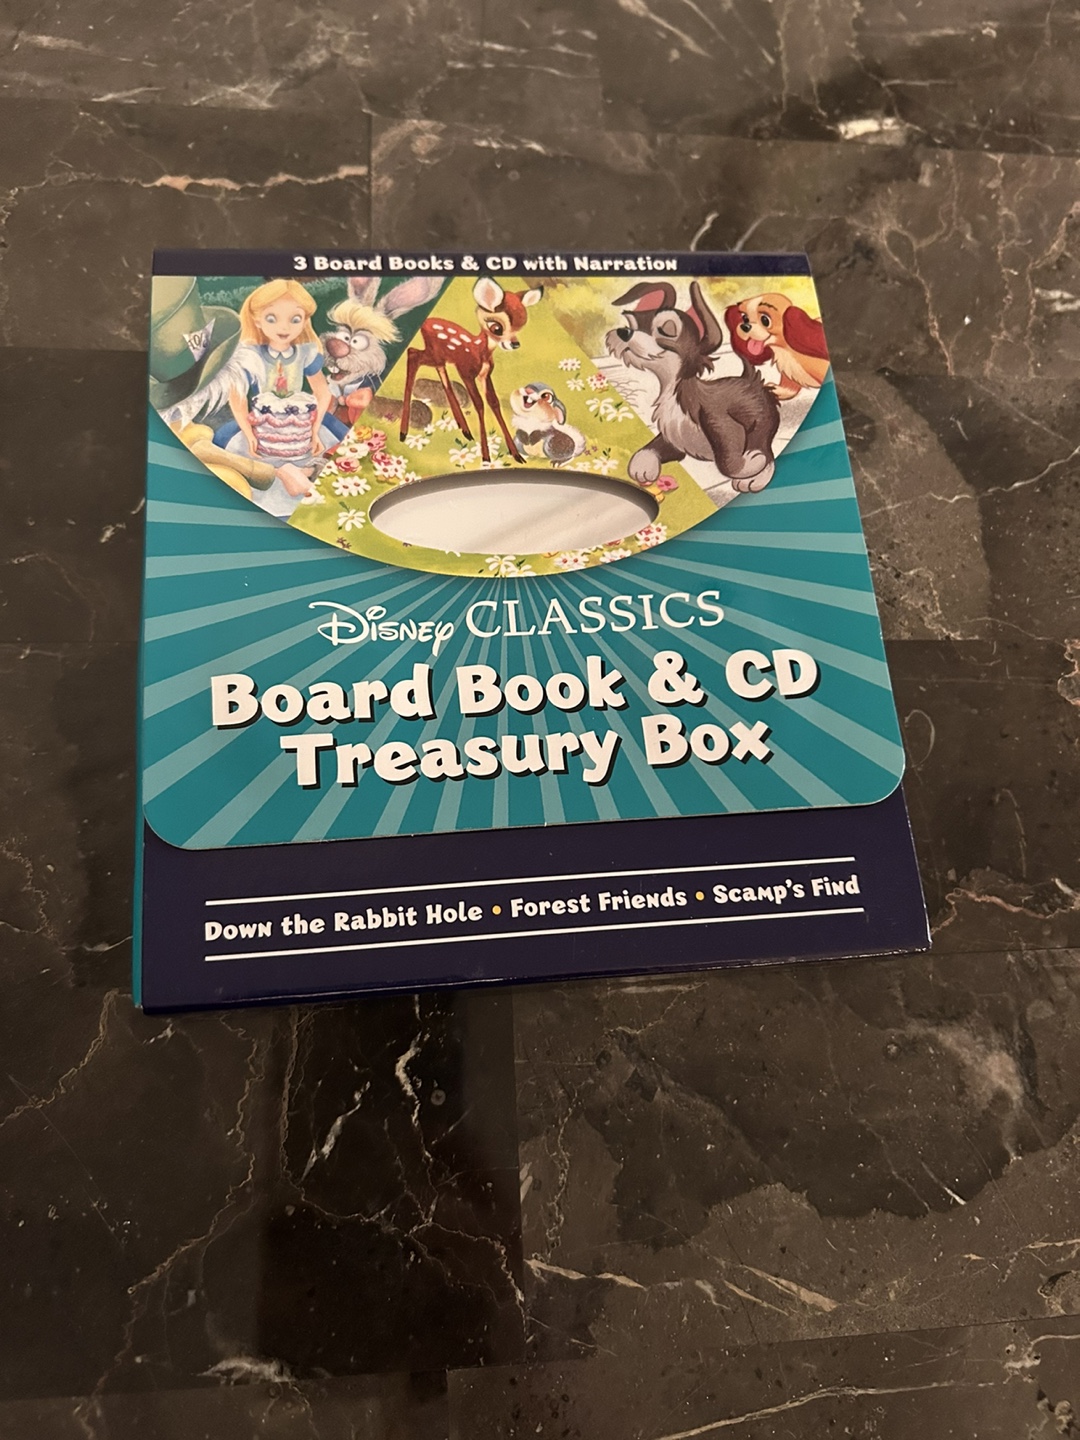 3 Board Books & CD with Narration
Disney CLASSICS
Board Book & CD
Treasury Box
Down the Rabbit Hole • Forest Friends • Scamp's Find